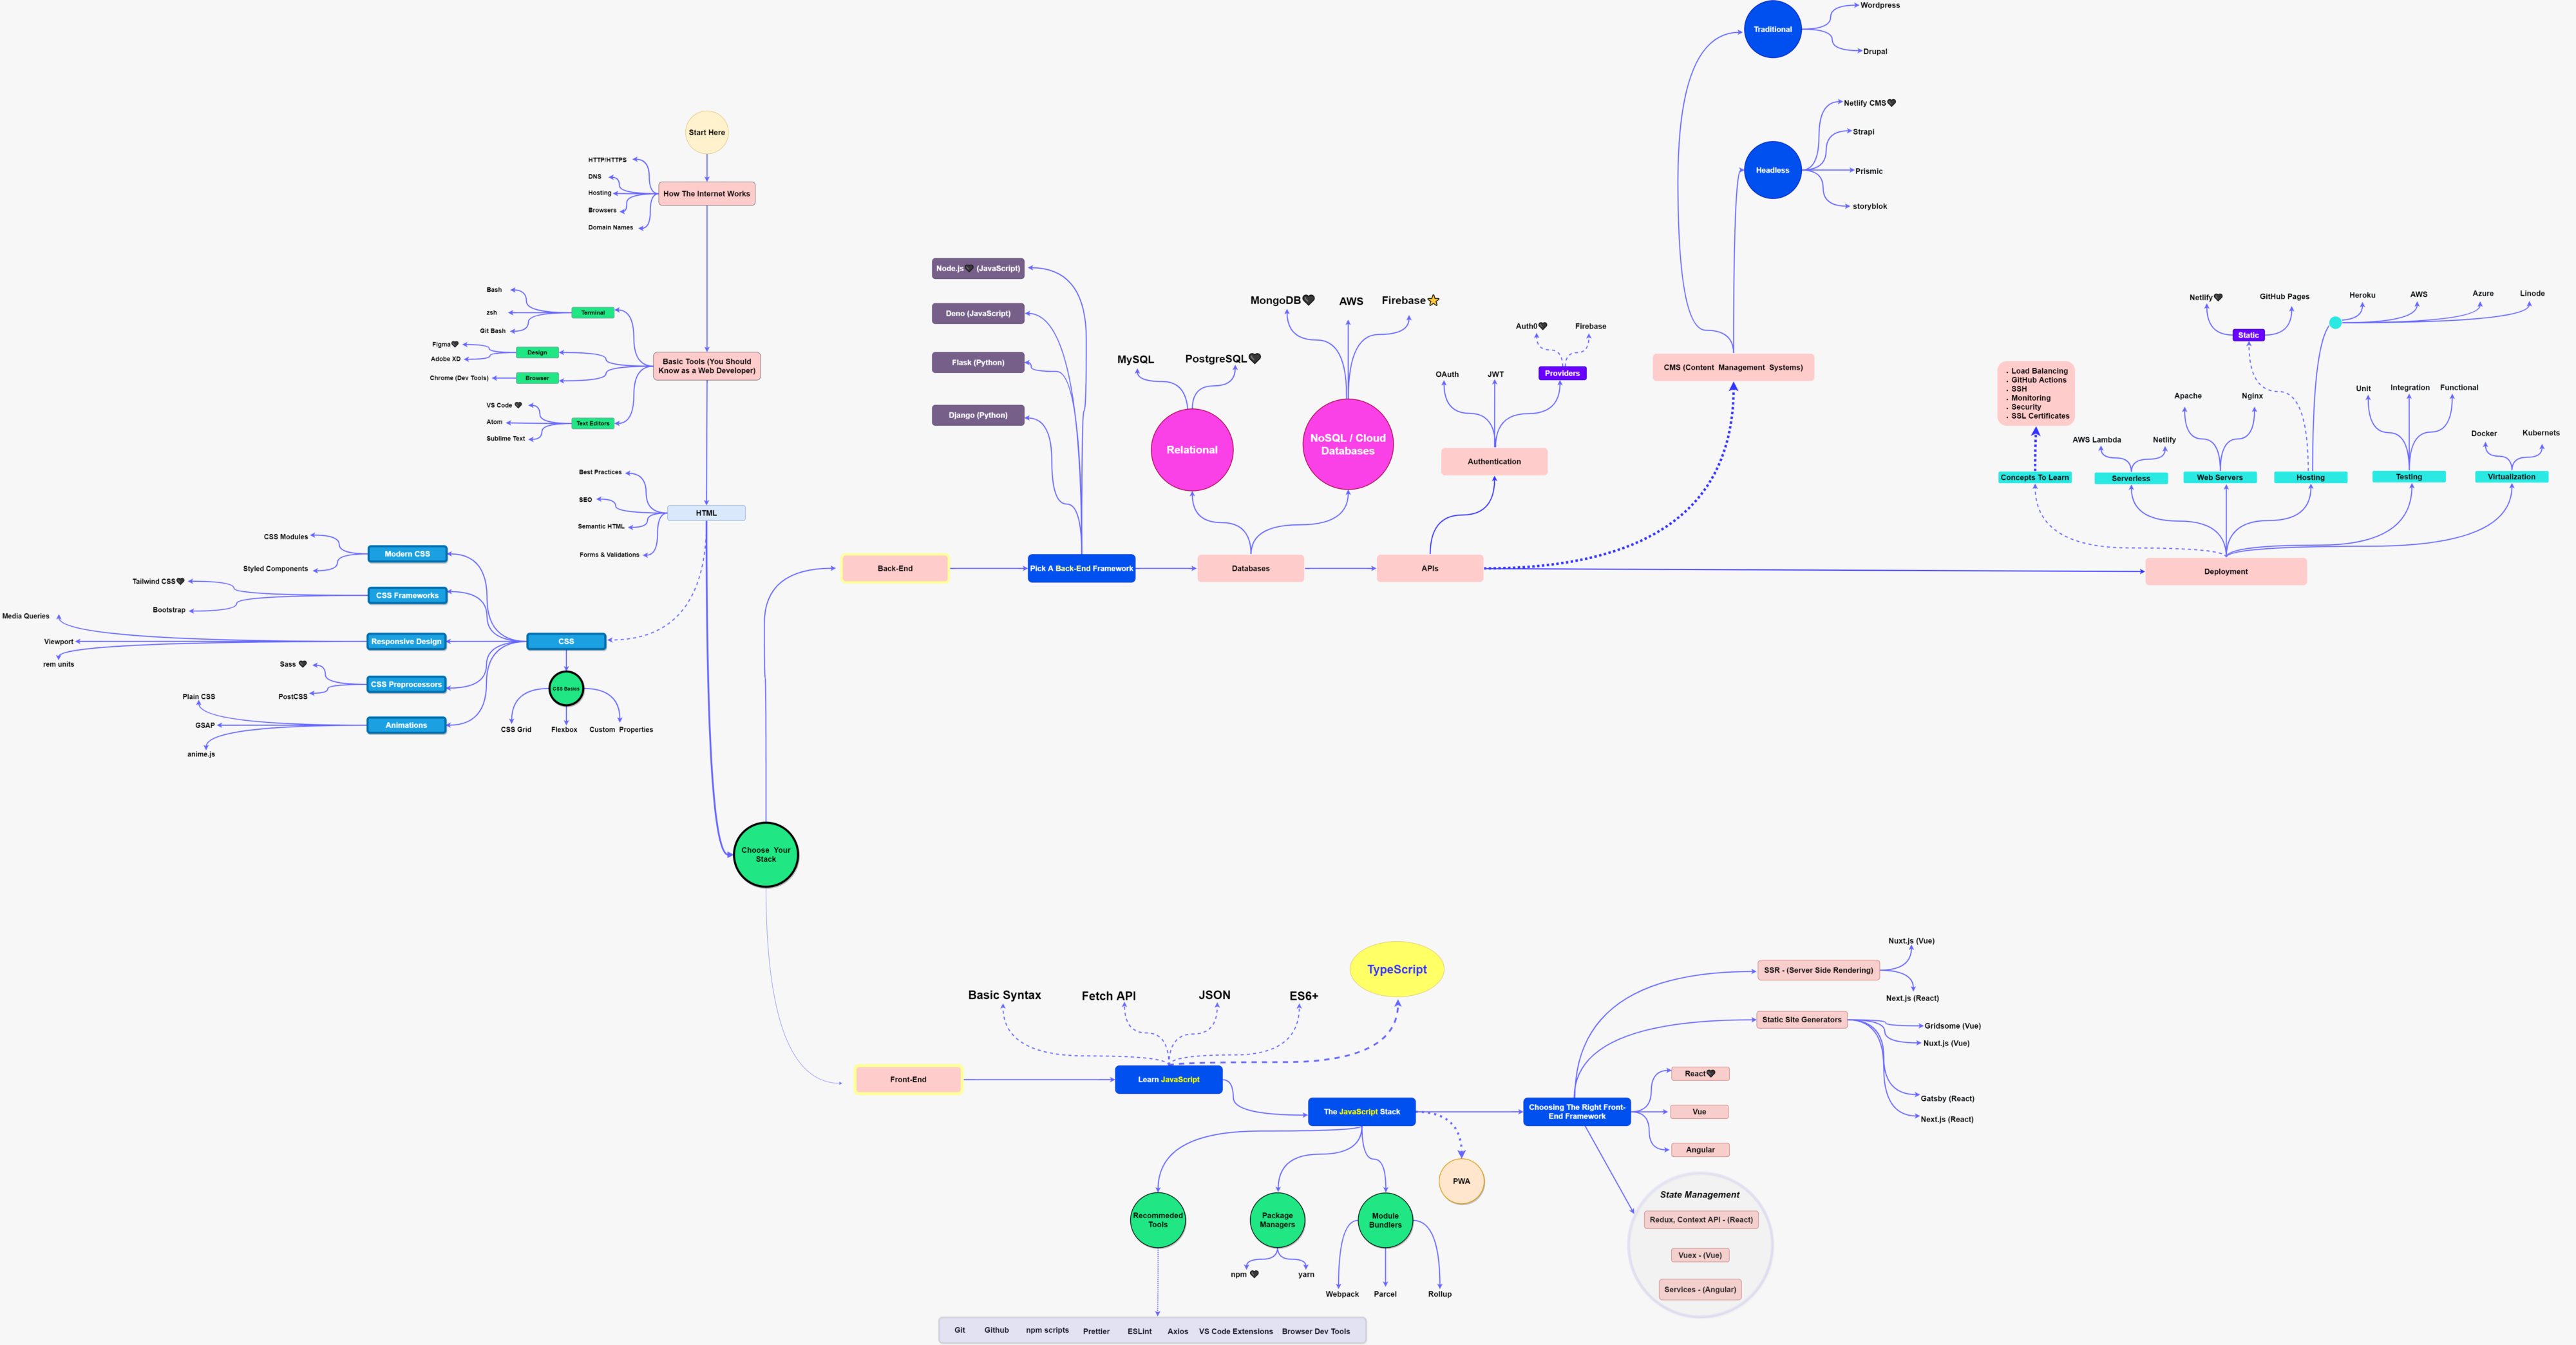 Start Here
HTTP/HTTPS
DNS
Hosting
Browsers
Domain Names
How The Internet Works
Bash
zsh
Git Bash
Terminal
Figma
Adobe XD
Design
Chrome (Dev Tools)
Browser
VS Code
Atom
Sublime Text
Text Editors
Basic Tools (You Should
Know as a Web Developer)
Best Practices
SEO
Semantic HTML
Forms & Validations
HTML
CSS Modules
Styled Components
Modern CSS
Tailwind CSS
Bootstrap
CSS Frameworks
Media Queries
Viewport
rem units
Responsive Design
CSS
Sass
PostCSS
CSS Preprocessors
Plain CSS
GSAP
anime.js
Animations
CSS Basics
CSS Grid
Flexbox
Custom Properties
Choose Your
Stack
Back-End
Pick A Back-End Framework
Node.js (JavaScript)
Deno (JavaScript)
Flask (Python)
Django (Python)
Databases
Relational
MySQL
PostgreSQL
NoSQL / Cloud
Databases
MongoDB
AWS
Firebase
APIs
Authentication
OAuth
JWT
Providers
Auth0
Firebase
CMS (Content Management Systems)
Traditional
Wordpress
Drupal
Headless
Netlify CMS
Strapi
Prismic
storyblok
Deployment
Concepts To Learn
. Load Balancing
. GitHub Actions
. SSH
. Monitoring
. Security
. SSL Certificates
Serverless
AWS Lambda
Netlify
Web Servers
Apache
Nginx
Hosting
Static
Netlify
GitHub Pages
Heroku
AWS
Azure
Linode
Testing
Unit
Integration
Functional
Virtualization
Docker
Kubernets
Front-End
Learn JavaScript
Basic Syntax
Fetch API
JSON
ES6+
TypeScript
The JavaScript Stack
PWA
Recommeded
Tools
Package
Managers
Module
Bundlers
npm
yarn
Webpack
Parcel
Rollup
Git
Github
npm scripts
Prettier
ESLint
Axios
VS Code Extensions
Browser Dev Tools
Choosing The Right Front-
End Framework
SSR - (Server Side Rendering)
Nuxt.js (Vue)
Next.js (React)
Static Site Generators
Gridsome (Vue)
Nuxt.js (Vue)
Gatsby (React)
Next.js (React)
React
Vue
Angular
State Management
Redux, Context API - (React)
Vuex - (Vue)
Services - (Angular)